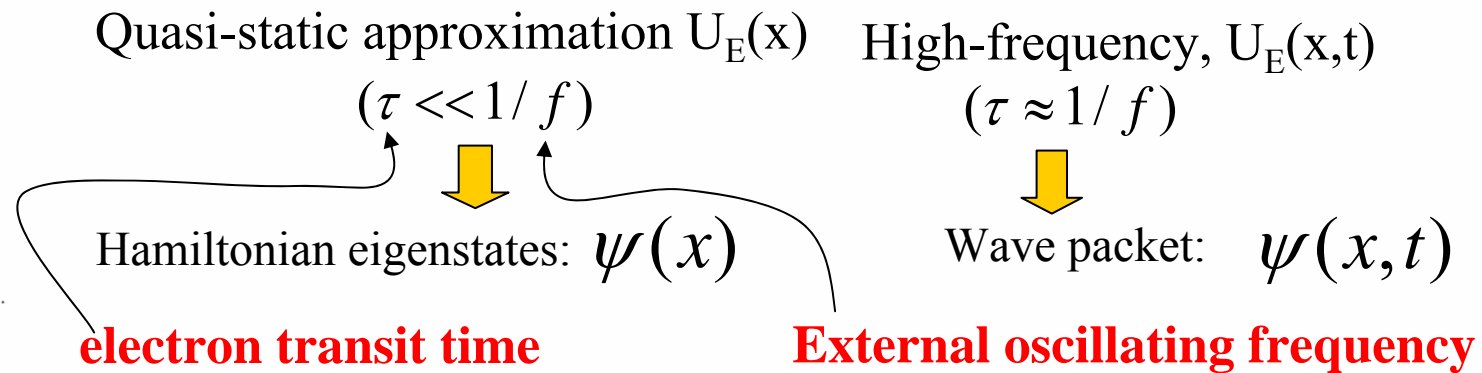 Quasi-static approximation U_E(x)
(τ << 1/ f)
Hamiltonian eigenstates: ψ(x)
electron transit time
High-frequency, U_E(x,t)
(τ ≈ 1/ f)
Wave packet: ψ(x,t)
External oscillating frequency